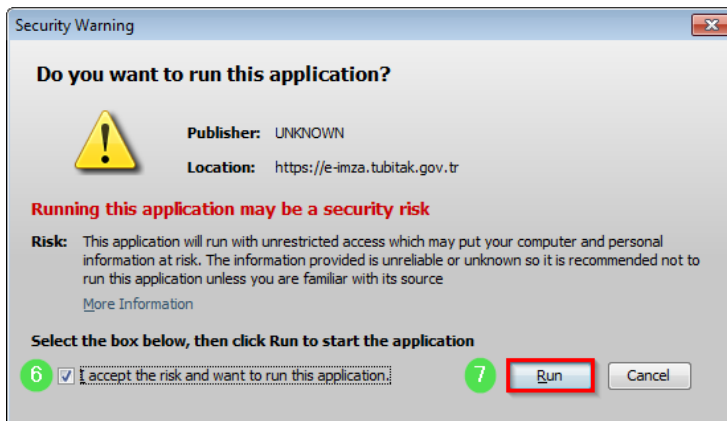 Security Warning
Do you want to run this application?
Publisher: UNKNOWN
Location: https://e-imza.tubitak.gov.tr
Running this application may be a security risk
Risk: This application will run with unrestricted access which may put your computer and personal
information at risk. The information provided is unreliable or unknown so it is recommended not to
run this application unless you are familiar with its source
More Information
Select the box below, then click Run to start the application
6 I accept the risk and want to run this application. 7 Run Cancel